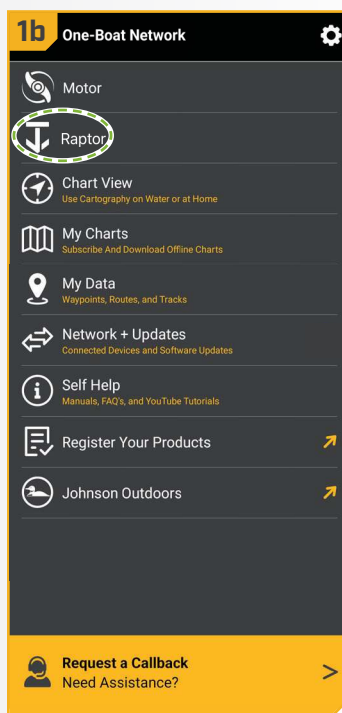 1b
One-Boat Network
Motor
Raptor
Chart View
Use Cartography on Water or at Home
My Charts
Subscribe And Download Offline Charts
My Data
Waypoints, Routes, and Tracks
Network + Updates
Connected Devices and Software Updates
Self Help
Manuals, FAQ's, and YouTube Tutorials
Register Your Products
Johnson Outdoors
Request a Callback
Need Assistance?